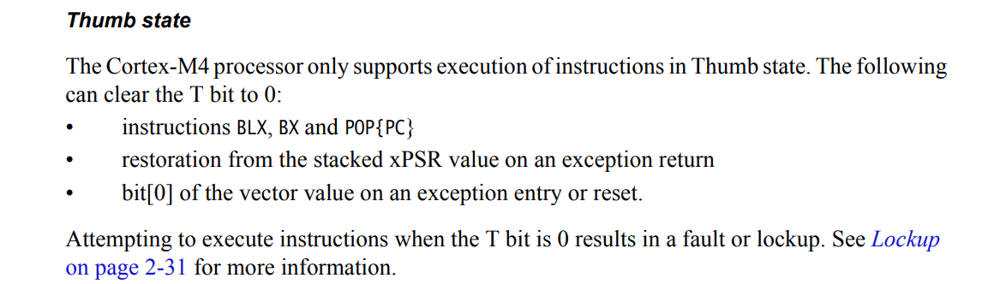 Thumb state
The Cortex-M4 processor only supports execution of instructions in Thumb state. The following
can clear the T bit to 0:
• instructions BLX, BX and POP{PC}
• restoration from the stacked xPSR value on an exception return
• bit[0] of the vector value on an exception entry or reset.
Attempting to execute instructions when the T bit is 0 results in a fault or lockup. See Lockup
on page 2-31 for more information.